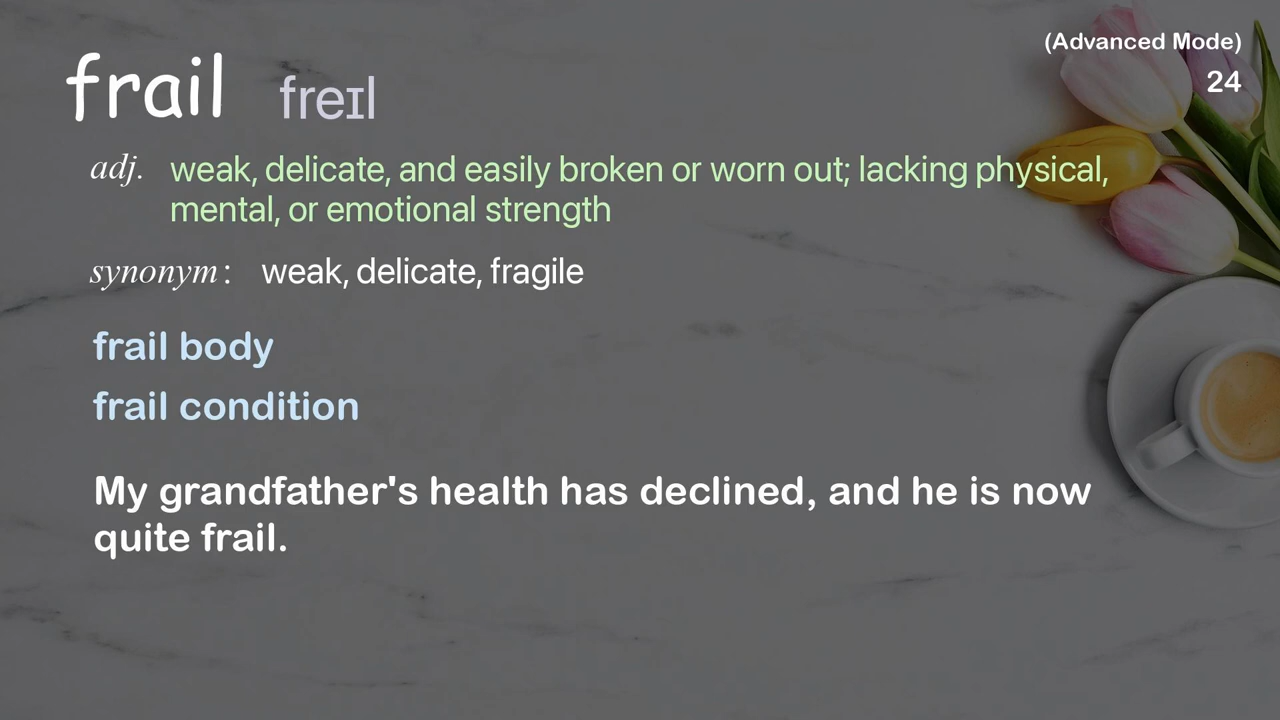 (Advanced Mode)
24
frail freɪl
adj. weak, delicate, and easily broken or worn out; lacking physical,
mental, or emotional strength
synonym: weak, delicate, fragile
frail body
frail condition
My grandfather's health has declined, and he is now
quite frail.